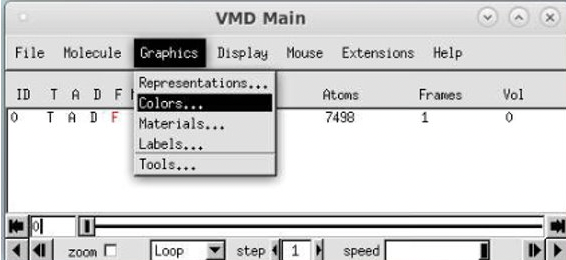 VMD Main
File Molecule Graphics Display Mouse Extensions Help
Representations...
ID T A D F Atoms Frames Vol
Colors...
0 T A D F 7498 1 0
Materials...
Labels...
Tools...
0
zoom Loop step 1 speed